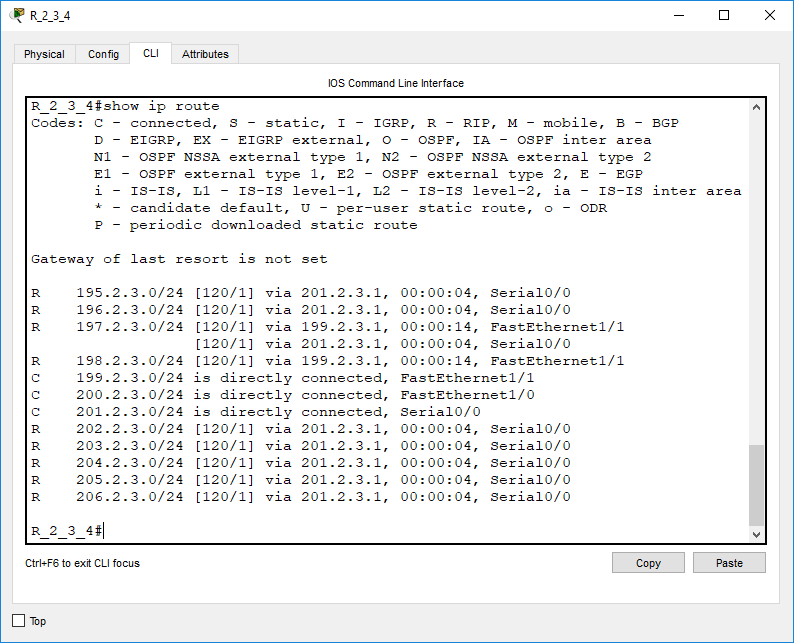 R_2_3_4
Physical Config CLI Attributes
IOS Command Line Interface
R_2_3_4#show ip route
Codes: C - connected, S - static, I - IGRP, R - RIP, M - mobile, B - BGP
       D - EIGRP, EX - EIGRP external, O - OSPF, IA - OSPF inter area
       N1 - OSPF NSSA external type 1, N2 - OSPF NSSA external type 2
       E1 - OSPF external type 1, E2 - OSPF external type 2, E - EGP
       i - IS-IS, L1 - IS-IS level-1, L2 - IS-IS level-2, ia - IS-IS inter area
       * - candidate default, U - per-user static route, o - ODR
       P - periodic downloaded static route
Gateway of last resort is not set
R    195.2.3.0/24 [120/1] via 201.2.3.1, 00:00:04, Serial0/0
R    196.2.3.0/24 [120/1] via 201.2.3.1, 00:00:04, Serial0/0
R    197.2.3.0/24 [120/1] via 199.2.3.1, 00:00:14, FastEthernet1/1
                  [120/1] via 201.2.3.1, 00:00:04, Serial0/0
R    198.2.3.0/24 [120/1] via 199.2.3.1, 00:00:14, FastEthernet1/1
C    199.2.3.0/24 is directly connected, FastEthernet1/1
C    200.2.3.0/24 is directly connected, FastEthernet1/0
C    201.2.3.0/24 is directly connected, Serial0/0
R    202.2.3.0/24 [120/1] via 201.2.3.1, 00:00:04, Serial0/0
R    203.2.3.0/24 [120/1] via 201.2.3.1, 00:00:04, Serial0/0
R    204.2.3.0/24 [120/1] via 201.2.3.1, 00:00:04, Serial0/0
R    205.2.3.0/24 [120/1] via 201.2.3.1, 00:00:04, Serial0/0
R    206.2.3.0/24 [120/1] via 201.2.3.1, 00:00:04, Serial0/0
R_2_3_4#
Ctrl+F6 to exit CLI focus Copy Paste
Top